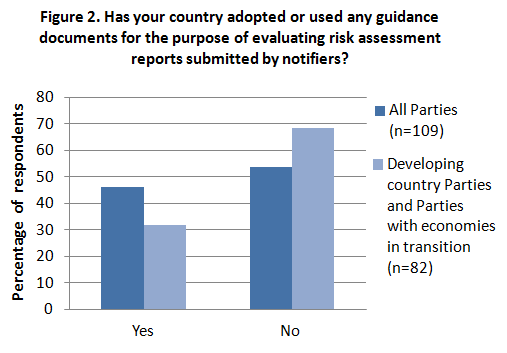 Figure 2. Has your country adopted or used any guidance
documents for the purpose of evaluating risk assessment
reports submitted by notifiers?
Percentage of respondents
80
70
60
50
40
30
20
10
0
Yes
No
All Parties
(n=109)
Developing
country Parties
and Parties
with economies
in transition
(n=82)